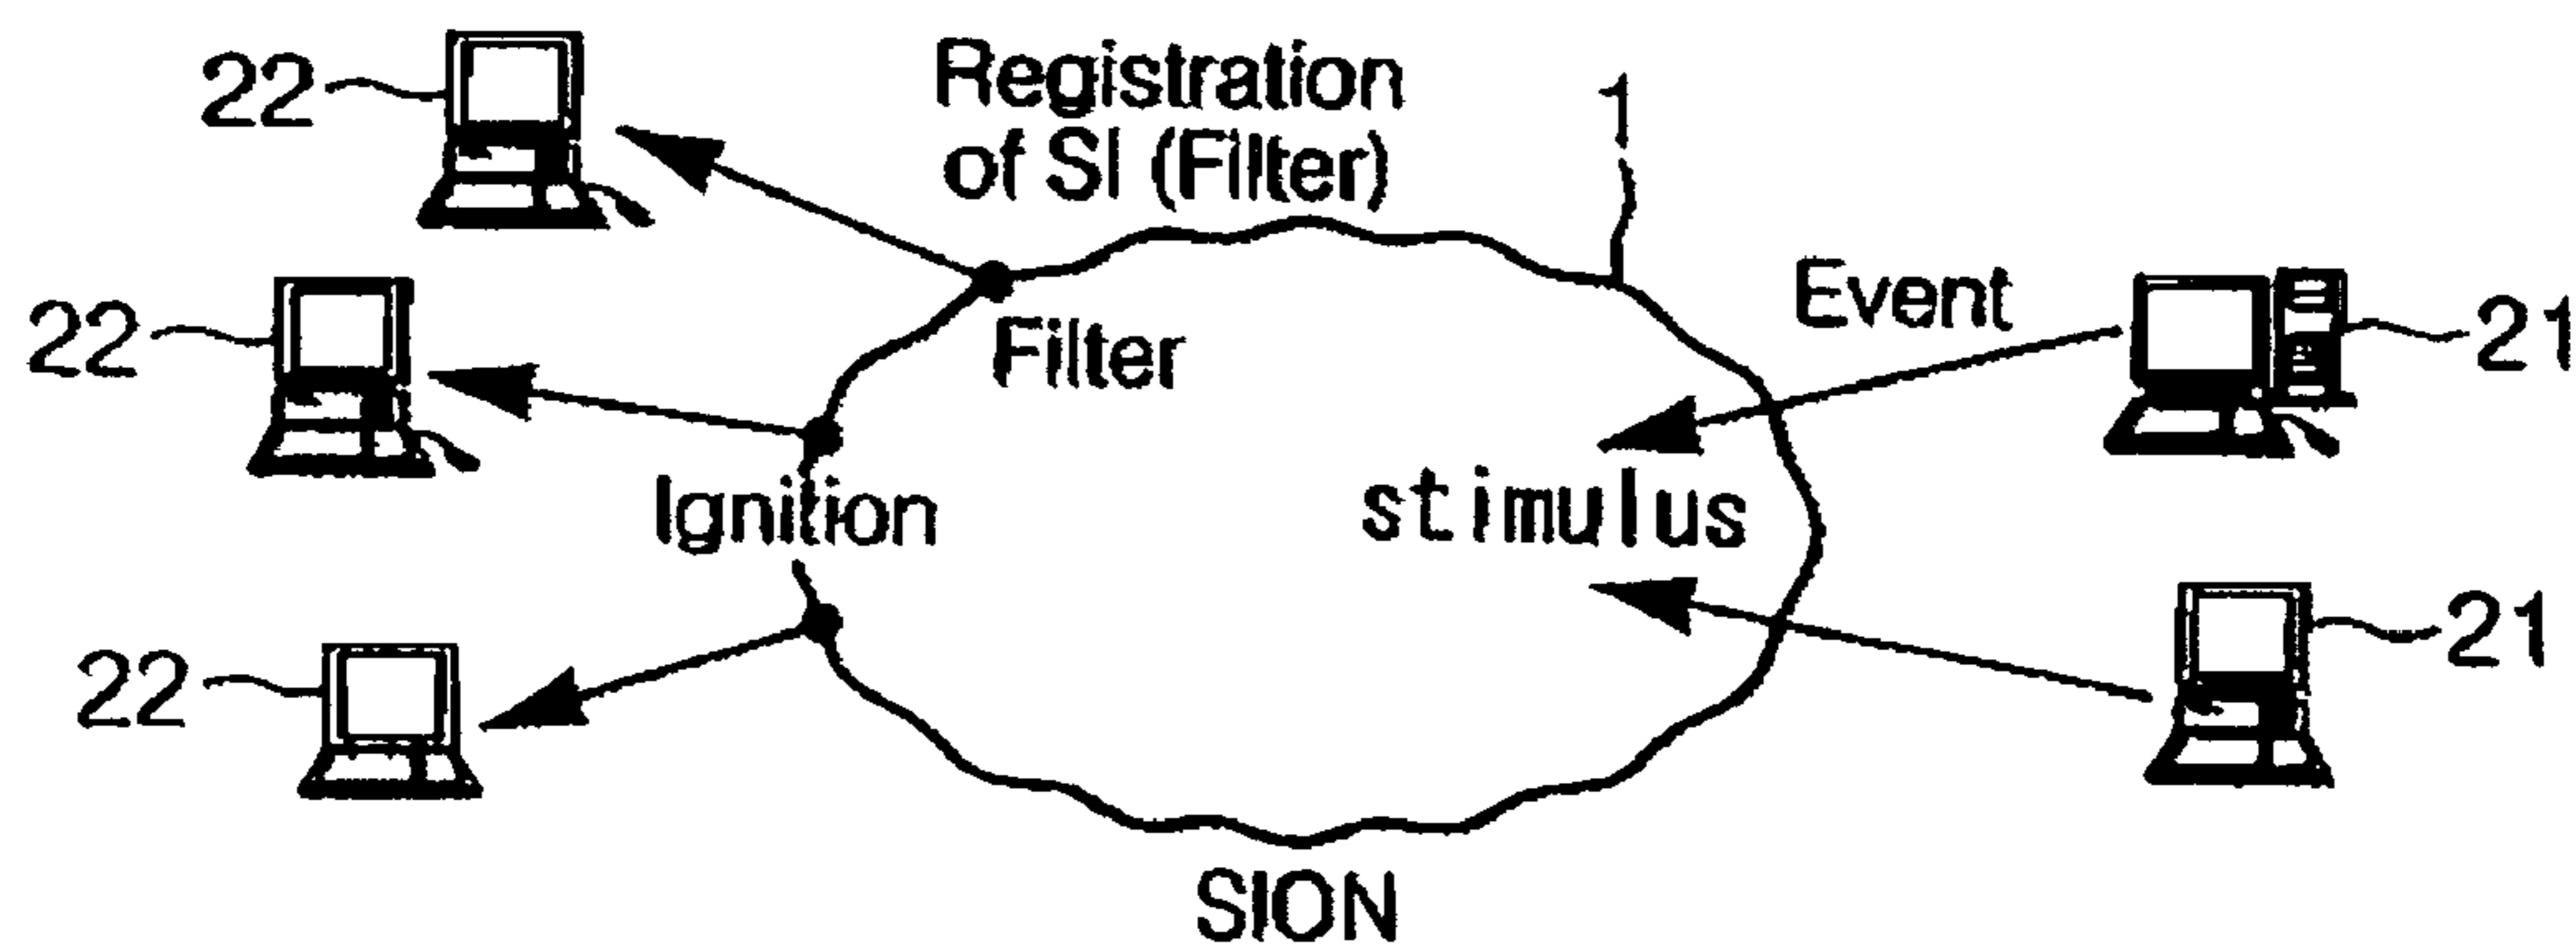 22
Registration
of SI (Filter)
1
Event
22
Filter
21
Ignition
stimulus
22
21
SION